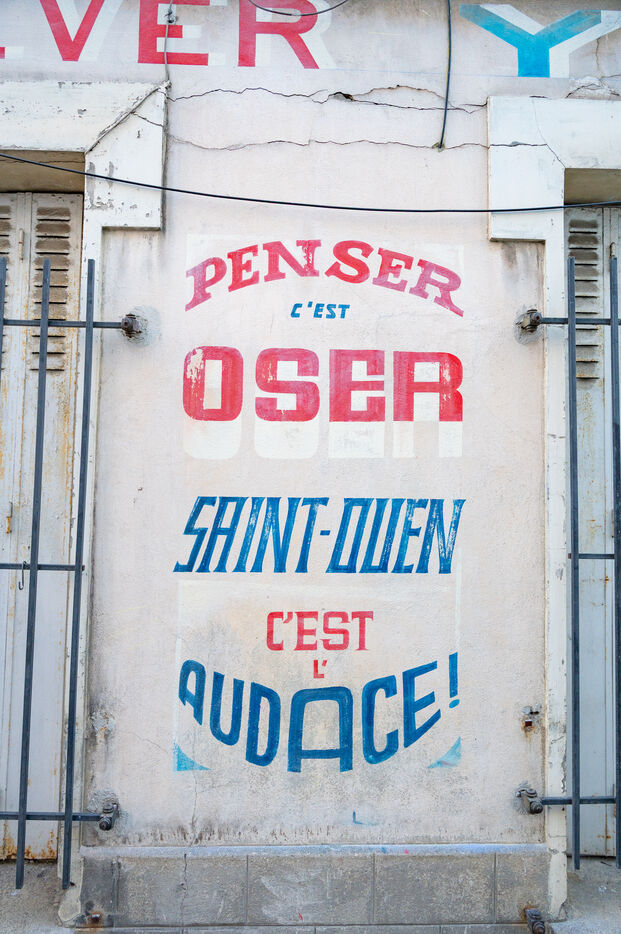 VER Y
PENSER
C'EST
OSER
SAINT-OUEN
C'EST
L'
AUDACE!